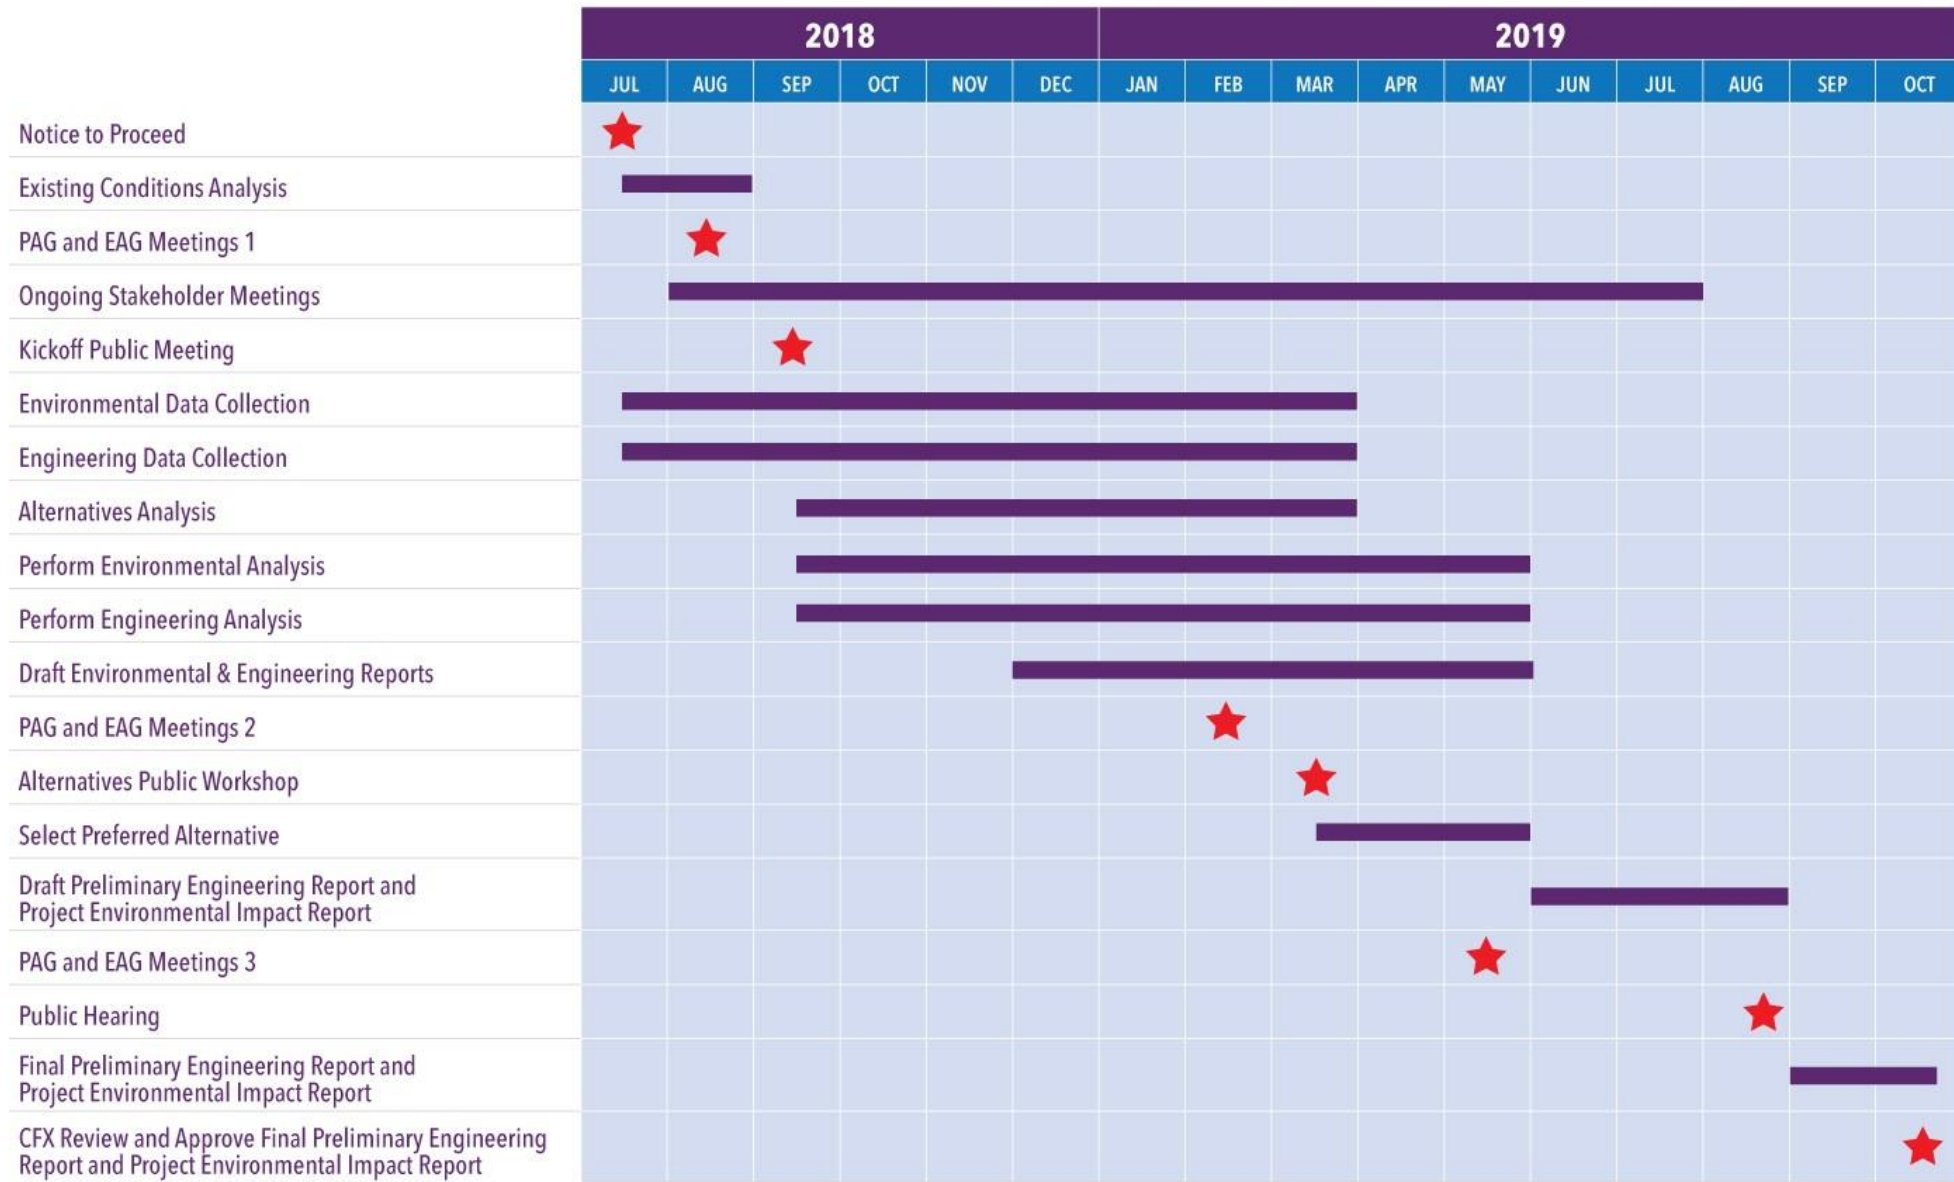 2018 2019
JUL AUG SEP OCT NOV DEC JAN FEB MAR APR MAY JUN JUL AUG SEP OCT
Notice to Proceed
Existing Conditions Analysis
PAG and EAG Meetings 1
Ongoing Stakeholder Meetings
Kickoff Public Meeting
Environmental Data Collection
Engineering Data Collection
Alternatives Analysis
Perform Environmental Analysis
Perform Engineering Analysis
Draft Environmental & Engineering Reports
PAG and EAG Meetings 2
Alternatives Public Workshop
Select Preferred Alternative
Draft Preliminary Engineering Report and
Project Environmental Impact Report
PAG and EAG Meetings 3
Public Hearing
Final Preliminary Engineering Report and
Project Environmental Impact Report
CFX Review and Approve Final Preliminary Engineering
Report and Project Environmental Impact Report